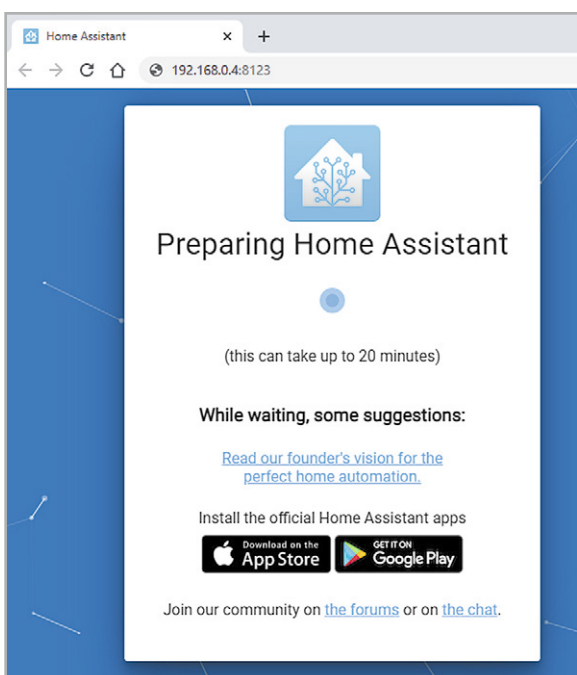 Home Assistant
192.168.0.4:8123
Preparing Home Assistant
(this can take up to 20 minutes)
While waiting, some suggestions:
Read our founder's vision for the
perfect home automation.
Install the official Home Assistant apps
Download on the
App Store
GET IT ON
Google Play
Join our community on the forums or on the chat.